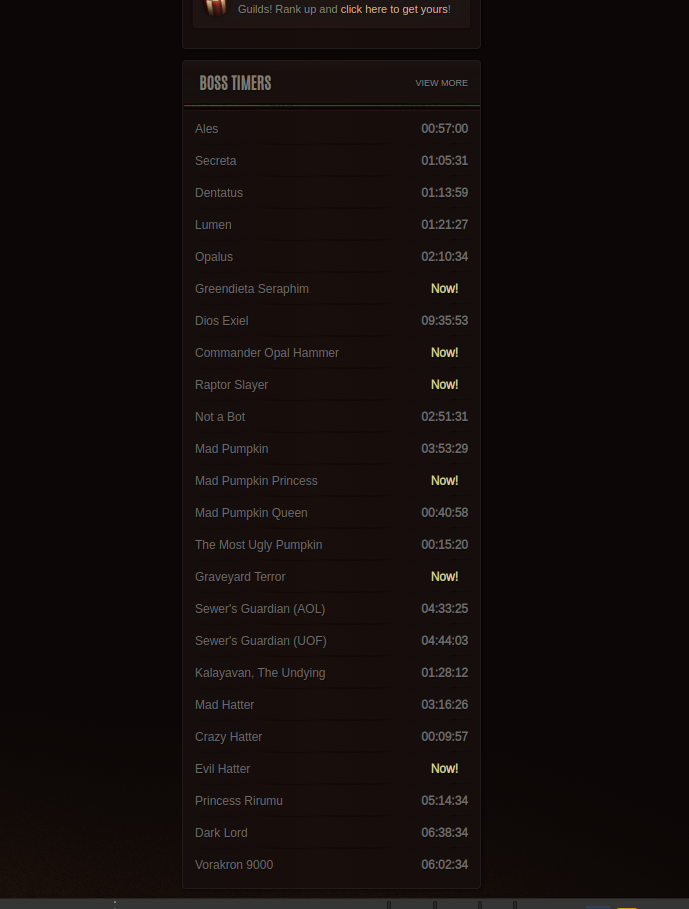 Guilds! Rank up and click here to get yours!
BOSS TIMERS VIEW MORE
Ales 00:57:00
Secreta 01:05:31
Dentatus 01:13:59
Lumen 01:21:27
Opalus 02:10:34
Greendieta Seraphim Now!
Dios Exiel 09:35:53
Commander Opal Hammer Now!
Raptor Slayer Now!
Not a Bot 02:51:31
Mad Pumpkin 03:53:29
Mad Pumpkin Princess Now!
Mad Pumpkin Queen 00:40:58
The Most Ugly Pumpkin 00:15:20
Graveyard Terror Now!
Sewer's Guardian (AOL) 04:33:25
Sewer's Guardian (UOF) 04:44:03
Kalayavan, The Undying 01:28:12
Mad Hatter 03:16:26
Crazy Hatter 00:09:57
Evil Hatter Now!
Princess Rirumu 05:14:34
Dark Lord 06:38:34
Vorakron 9000 06:02:34